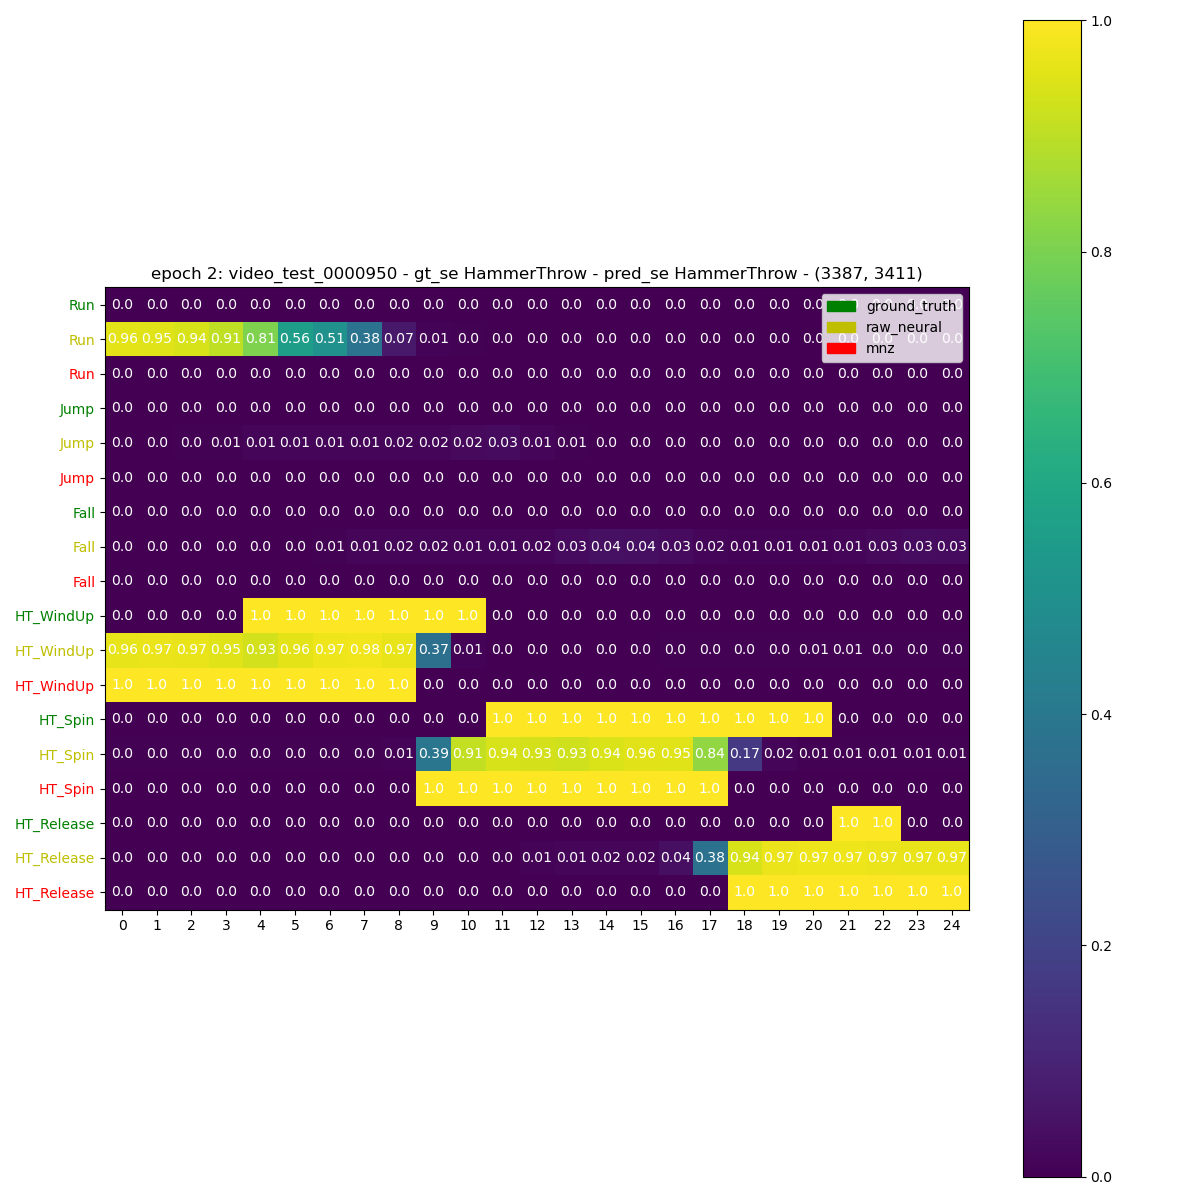 epoch 2: video_test_0000950 - gt_se HammerThrow - pred_se HammerThrow - (3387, 3411)
Run 0.0 0.0 0.0 0.0 0.0 0.0 0.0 0.0 0.0 0.0 0.0 0.0 0.0 0.0 0.0 0.0 0.0 0.0 0.0 0.0 0.0 0.0 0.0 0.0 0.0
Run 0.96 0.95 0.94 0.91 0.81 0.56 0.51 0.38 0.07 0.01 0.0 0.0 0.0 0.0 0.0 0.0 0.0 0.0 0.0 0.0 0.0 0.0 0.0 0.0 0.0
Run 0.0 0.0 0.0 0.0 0.0 0.0 0.0 0.0 0.0 0.0 0.0 0.0 0.0 0.0 0.0 0.0 0.0 0.0 0.0 0.0 0.0 0.0 0.0 0.0 0.0
Jump 0.0 0.0 0.0 0.0 0.0 0.0 0.0 0.0 0.0 0.0 0.0 0.0 0.0 0.0 0.0 0.0 0.0 0.0 0.0 0.0 0.0 0.0 0.0 0.0 0.0
Jump 0.0 0.0 0.0 0.01 0.01 0.01 0.01 0.01 0.02 0.02 0.02 0.03 0.01 0.01 0.0 0.0 0.0 0.0 0.0 0.0 0.0 0.0 0.0 0.0 0.0
Jump 0.0 0.0 0.0 0.0 0.0 0.0 0.0 0.0 0.0 0.0 0.0 0.0 0.0 0.0 0.0 0.0 0.0 0.0 0.0 0.0 0.0 0.0 0.0 0.0 0.0
Fall 0.0 0.0 0.0 0.0 0.0 0.0 0.0 0.0 0.0 0.0 0.0 0.0 0.0 0.0 0.0 0.0 0.0 0.0 0.0 0.0 0.0 0.0 0.0 0.0 0.0
Fall 0.0 0.0 0.0 0.0 0.0 0.0 0.01 0.01 0.02 0.02 0.01 0.01 0.02 0.03 0.04 0.04 0.03 0.02 0.01 0.01 0.01 0.01 0.03 0.03 0.03
Fall 0.0 0.0 0.0 0.0 0.0 0.0 0.0 0.0 0.0 0.0 0.0 0.0 0.0 0.0 0.0 0.0 0.0 0.0 0.0 0.0 0.0 0.0 0.0 0.0 0.0
HT_WindUp 0.0 0.0 0.0 0.0 1.0 1.0 1.0 1.0 1.0 1.0 1.0 0.0 0.0 0.0 0.0 0.0 0.0 0.0 0.0 0.0 0.0 0.0 0.0 0.0 0.0
HT_WindUp 0.96 0.97 0.97 0.95 0.93 0.96 0.97 0.98 0.97 0.37 0.01 0.0 0.0 0.0 0.0 0.0 0.0 0.0 0.0 0.0 0.01 0.01 0.0 0.0 0.0
HT_WindUp 1.0 1.0 1.0 1.0 1.0 1.0 1.0 1.0 1.0 0.0 0.0 0.0 0.0 0.0 0.0 0.0 0.0 0.0 0.0 0.0 0.0 0.0 0.0 0.0 0.0
HT_Spin 0.0 0.0 0.0 0.0 0.0 0.0 0.0 0.0 0.0 0.0 0.0 1.0 1.0 1.0 1.0 1.0 1.0 1.0 1.0 1.0 1.0 0.0 0.0 0.0 0.0
HT_Spin 0.0 0.0 0.0 0.0 0.0 0.0 0.0 0.0 0.01 0.39 0.91 0.94 0.93 0.93 0.94 0.96 0.95 0.84 0.17 0.02 0.01 0.01 0.01 0.01 0.01
HT_Spin 0.0 0.0 0.0 0.0 0.0 0.0 0.0 0.0 0.0 1.0 1.0 1.0 1.0 1.0 1.0 1.0 1.0 1.0 0.0 0.0 0.0 0.0 0.0 0.0 0.0
HT_Release 0.0 0.0 0.0 0.0 0.0 0.0 0.0 0.0 0.0 0.0 0.0 0.0 0.0 0.0 0.0 0.0 0.0 0.0 0.0 0.0 0.0 1.0 1.0 0.0 0.0
HT_Release 0.0 0.0 0.0 0.0 0.0 0.0 0.0 0.0 0.0 0.0 0.0 0.0 0.01 0.01 0.02 0.02 0.04 0.38 0.94 0.97 0.97 0.97 0.97 0.97 0.97
HT_Release 0.0 0.0 0.0 0.0 0.0 0.0 0.0 0.0 0.0 0.0 0.0 0.0 0.0 0.0 0.0 0.0 0.0 0.0 1.0 1.0 1.0 1.0 1.0 1.0 1.0
0 1 2 3 4 5 6 7 8 9 10 11 12 13 14 15 16 17 18 19 20 21 22 23 24
ground_truth
raw_neural
mnz
1.0
0.8
0.6
0.4
0.2
0.0